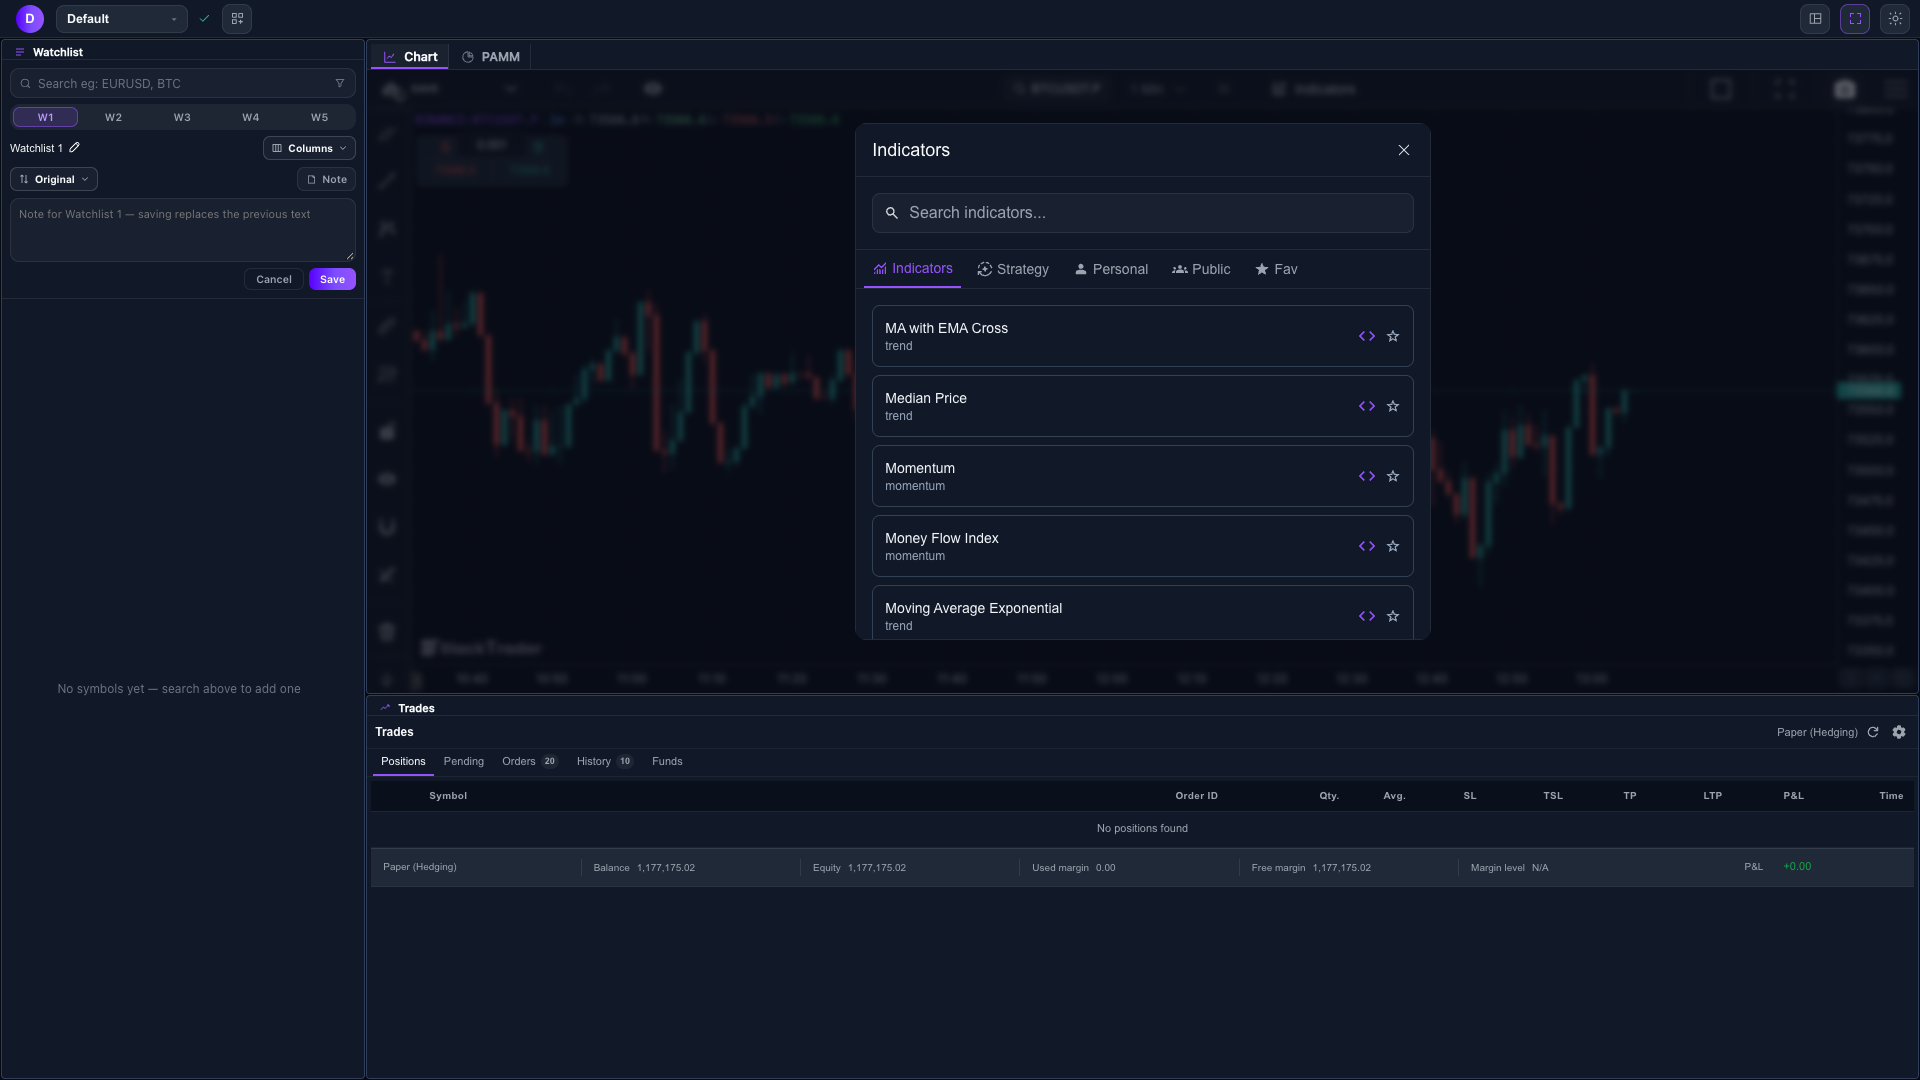 D
Default
Watchlist
Search eg: EURUSD, BTC
W1
W2
W3
W4
W5
Watchlist 1
Columns
Original
Note
Note for Watchlist 1 — saving replaces the previous text
Cancel
Save
No symbols yet — search above to add one
Chart
PAMM
Indicators
Indicators
Search indicators...
Indicators
Strategy
Personal
Public
Fav
MA with EMA Cross
trend
Median Price
trend
Momentum
momentum
Money Flow Index
momentum
Moving Average Exponential
trend
Trades
Trades
Paper (Hedging)
Positions
Pending
Orders 20
History 10
Funds
Symbol
Order ID
Qty.
Avg.
SL
TSL
TP
LTP
P&L
Time
No positions found
Paper (Hedging)
Balance 1,177,175.02
Equity 1,177,175.02
Used margin 0.00
Free margin 1,177,175.02
Margin level N/A
P&L +0.00